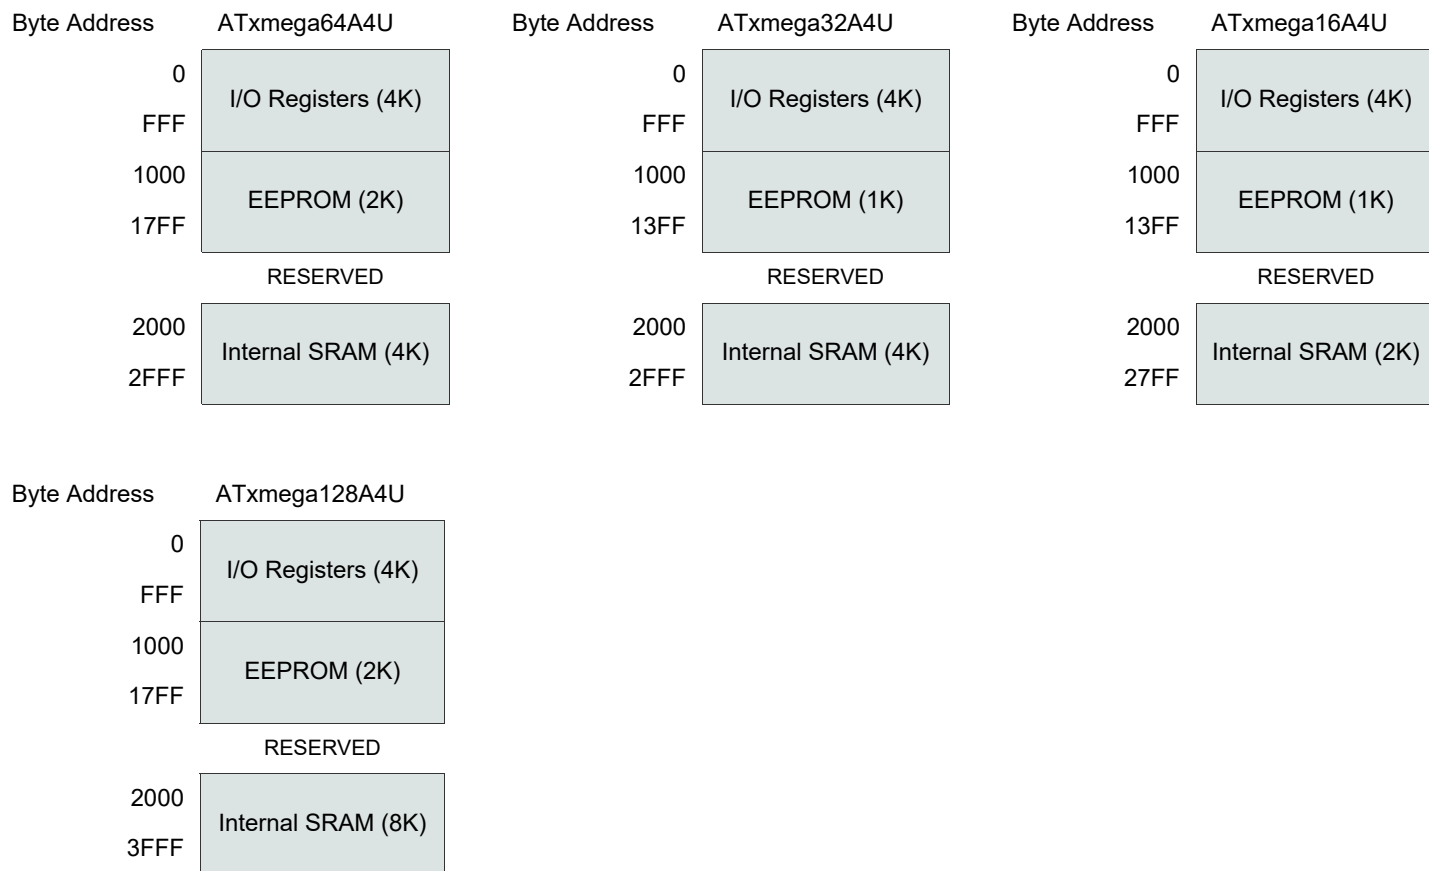 Byte Address ATxmega64A4U Byte Address ATxmega32A4U Byte Address ATxmega16A4U
0 0 0
I/O Registers (4K) I/O Registers (4K) I/O Registers (4K)
FFF FFF FFF
1000 1000 1000
EEPROM (2K) EEPROM (1K) EEPROM (1K)
17FF 13FF 13FF
RESERVED RESERVED RESERVED
2000 2000 2000
Internal SRAM (4K) Internal SRAM (4K) Internal SRAM (2K)
2FFF 2FFF 27FF
Byte Address ATxmega128A4U
0
I/O Registers (4K)
FFF
1000
EEPROM (2K)
17FF
RESERVED
2000
Internal SRAM (8K)
3FFF